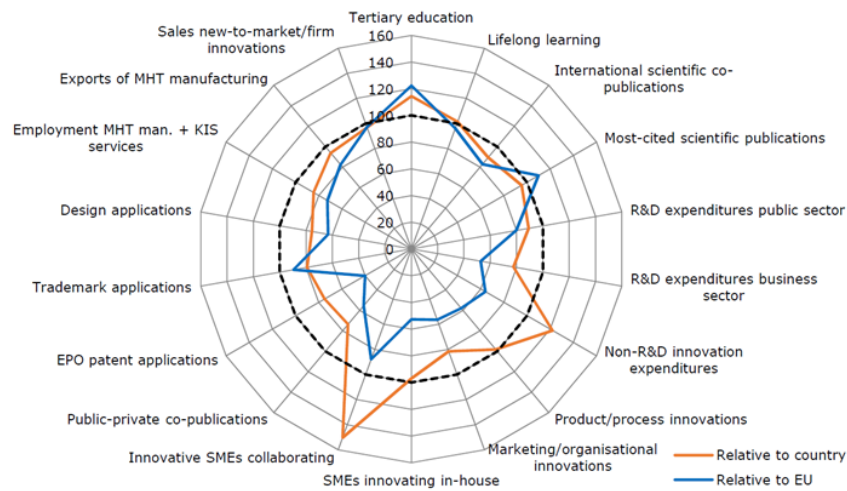 Tertiary education
Sales new-to-market/firm
innovations
Lifelong learning
Exports of MHT manufacturing
International scientific co-
publications
Employment MHT man. + KIS
services
Most-cited scientific publications
Design applications
R&D expenditures public sector
Trademark applications
R&D expenditures business
sector
EPO patent applications
Non-R&D innovation
expenditures
Public-private co-publications
Product/process innovations
Innovative SMEs collaborating
Marketing/organisational
innovations
SMEs innovating in-house
160
140
120
100
80
60
40
20
0
Relative to country
Relative to EU